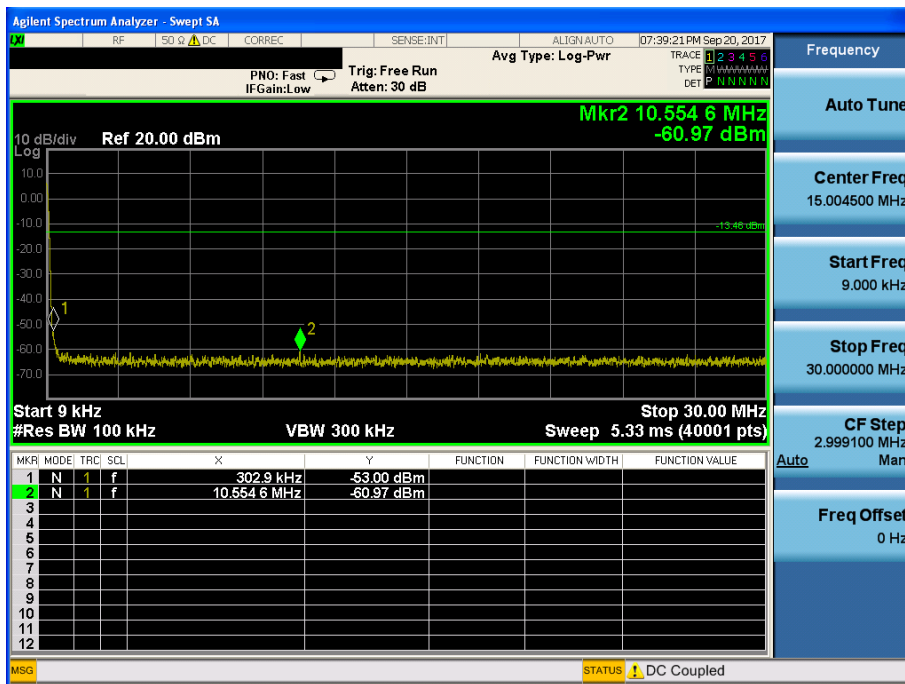 Agilent Spectrum Analyzer - Swept SA
LXI RF 50 Ω DC CORREC SENSE:INT ALIGN AUTO 07:39:21 PM Sep 20, 2017
Avg Type: Log-Pwr TRACE 1 2 3 4 5 6
PNO: Fast Trig: Free Run TYPE M WWWWW
IFGain:Low Atten: 30 dB DET P N N N N N
Mkr2 10.554 6 MHz
-60.97 dBm
10 dB/div Ref 20.00 dBm
Log
10.0
0.00
-10.0
-13.46 dBm
-20.0
-30.0
-40.0
1
-50.0
2
-60.0
-70.0
Start 9 kHz Stop 30.00 MHz
#Res BW 100 kHz VBW 300 kHz Sweep 5.33 ms (40001 pts)
MKR MODE TRC SCL X Y FUNCTION FUNCTION WIDTH FUNCTION VALUE
1 N 1 f 302.9 kHz -53.00 dBm
2 N 1 f 10.554 6 MHz -60.97 dBm
3
4
5
6
7
8
9
10
11
12
MSG STATUS DC Coupled
Frequency
Auto Tune
Center Freq
15.004500 MHz
Start Freq
9.000 kHz
Stop Freq
30.000000 MHz
CF Step
2.999100 MHz
Auto Man
Freq Offset
0 Hz